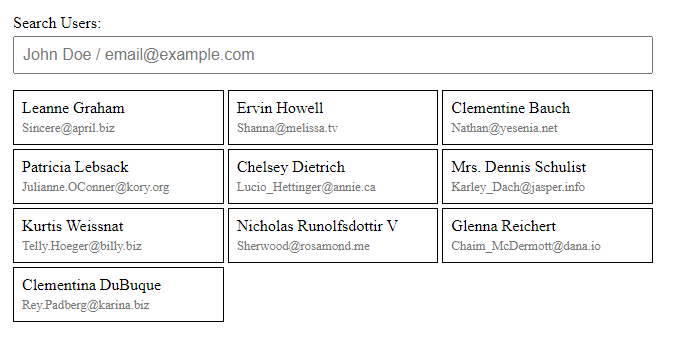 Search Users:
John Doe / email@example.com
Leanne Graham
Sincere@april.biz
Ervin Howell
Shanna@melissa.tv
Clementine Bauch
Nathan@yesenia.net
Patricia Lebsack
Julianne.OConner@kory.org
Chelsey Dietrich
Lucio_Hettinger@annie.ca
Mrs. Dennis Schulist
Karley_Dach@jasper.info
Kurtis Weissnat
Telly.Hoeger@billy.biz
Nicholas Runolfsdottir V
Sherwood@rosamond.me
Glenna Reichert
Chaim_McDermott@dana.io
Clementina DuBuque
Rey.Padberg@karina.biz